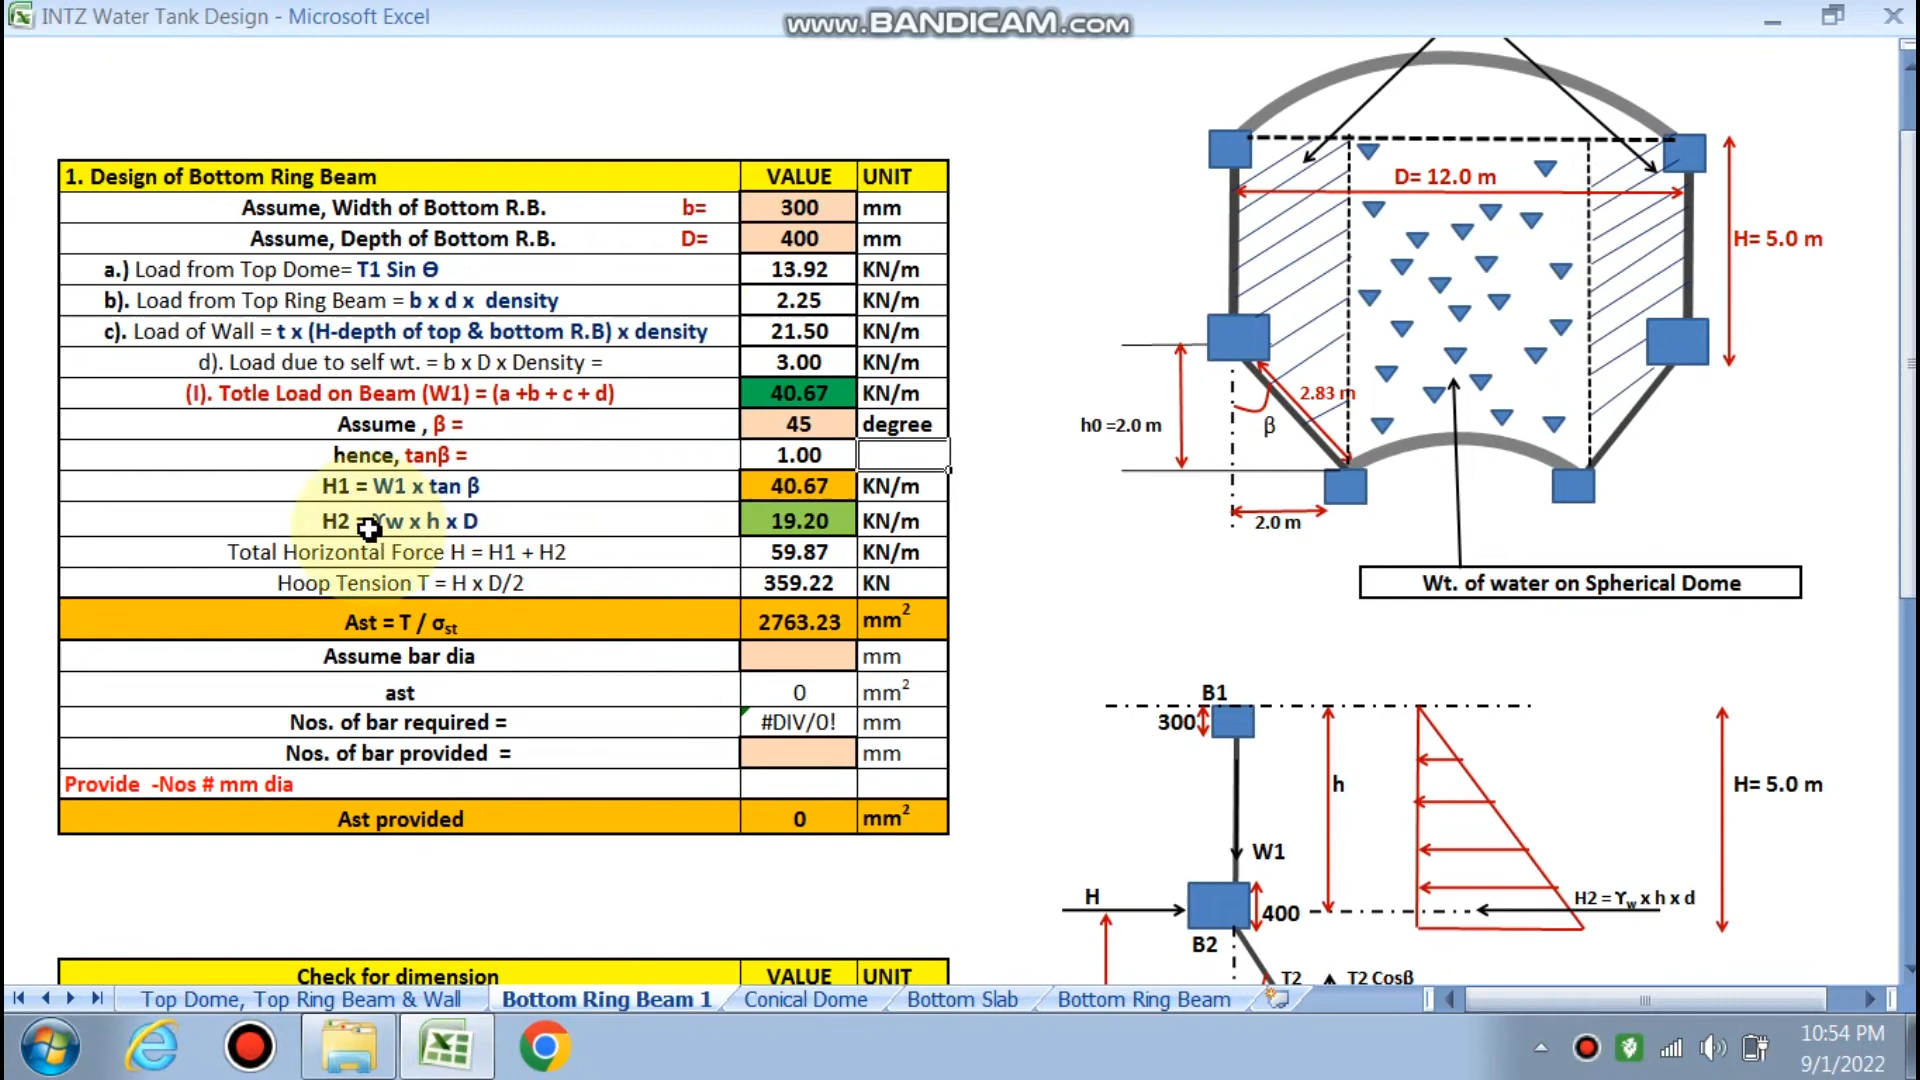 INTZ Water Tank Design - Microsoft Excel
www.BANDICAM.com
1. Design of Bottom Ring Beam VALUE UNIT
Assume, Width of Bottom R.B. b= 300 mm
Assume, Depth of Bottom R.B. D= 400 mm
a.) Load from Top Dome= T1 Sin Ө 13.92 KN/m
b). Load from Top Ring Beam = b x d x density 2.25 KN/m
c). Load of Wall = t x (H-depth of top & bottom R.B) x density 21.50 KN/m
d). Load due to self wt. = b x D x Density = 3.00 KN/m
(I). Totle Load on Beam (W1) = (a +b + c + d) 40.67 KN/m
Assume , β = 45 degree
hence, tanβ = 1.00
H1 = W1 x tan β 40.67 KN/m
H2 = ϒw x h x D 19.20 KN/m
Total Horizontal Force H = H1 + H2 59.87 KN/m
Hoop Tension T = H x D/2 359.22 KN
Ast = T / σst 2763.23 mm2
Assume bar dia mm
ast 0 mm2
Nos. of bar required = #DIV/0! mm
Nos. of bar provided = mm
Provide -Nos # mm dia
Ast provided 0 mm2
Check for dimension VALUE UNIT
D= 12.0 m
H= 5.0 m
2.83 m
h0 =2.0 m
β
2.0 m
Wt. of water on Spherical Dome
B1
300
h
H= 5.0 m
W1
H
400
H2 = ϒw x h x d
B2
T2 T2 Cosβ
Top Dome, Top Ring Beam & Wall Bottom Ring Beam 1 Conical Dome Bottom Slab Bottom Ring Beam
10:54 PM
9/1/2022